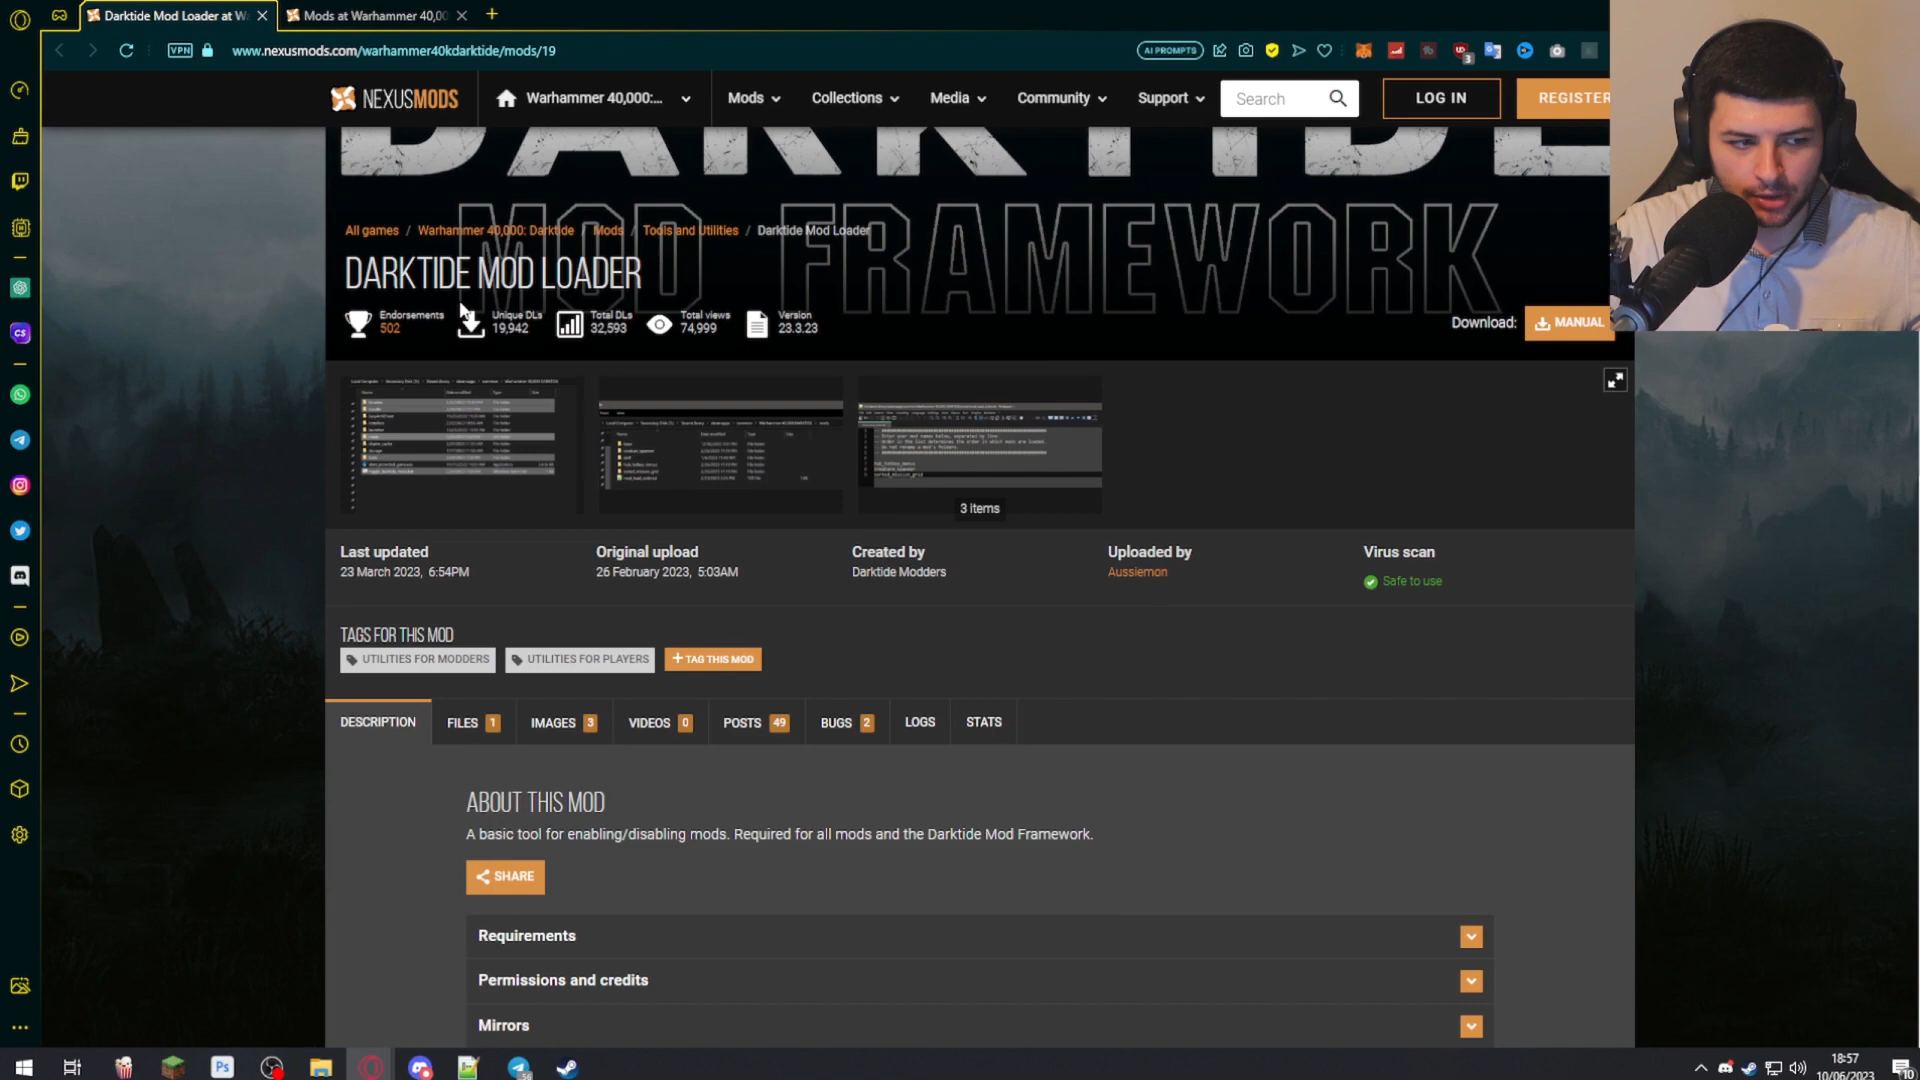 Darktide Mod Loader at W
Mods at Warhammer 40,00
VPN
www.nexusmods.com/warhammer40kdarktide/mods/19
AI PROMPTS
NEXUSMODS
Warhammer 40,000:...
Mods
Collections
Media
Community
Support
Search
LOG IN
REGISTER
DARKTIDE
MOD FRAMEWORK
All games / Warhammer 40,000: Darktide / Mods / Tools and Utilities / Darktide Mod Loader
DARKTIDE MOD LOADER
Endorsements
502
Unique DLs
19,942
Total DLs
32,593
Total views
74,999
Version
23.3.23
Download:
MANUAL
3 items
Last updated
23 March 2023, 6:54PM
Original upload
26 February 2023, 5:03AM
Created by
Darktide Modders
Uploaded by
Aussiemon
Virus scan
Safe to use
TAGS FOR THIS MOD
UTILITIES FOR MODDERS
UTILITIES FOR PLAYERS
+ TAG THIS MOD
DESCRIPTION
FILES 1
IMAGES 3
VIDEOS 0
POSTS 49
BUGS 2
LOGS
STATS
ABOUT THIS MOD
A basic tool for enabling/disabling mods. Required for all mods and the Darktide Mod Framework.
SHARE
Requirements
Permissions and credits
Mirrors
18:57
10/06/2023